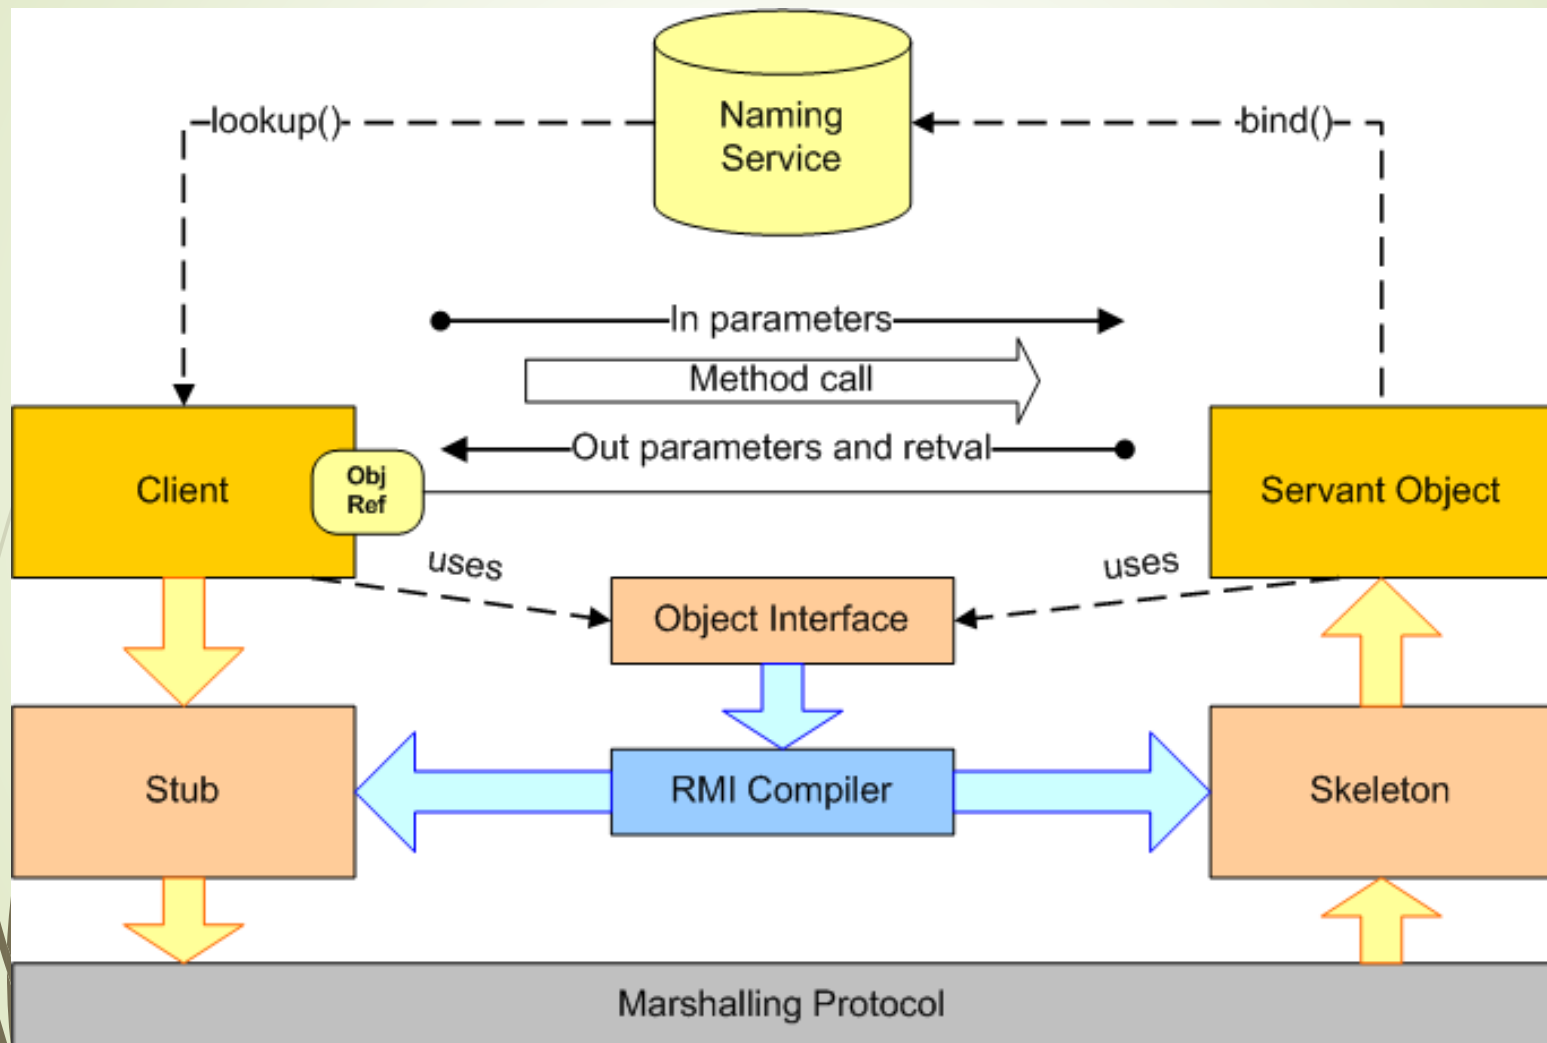 Naming
Service
lookup()
bind()
In parameters
Method call
Out parameters and retval
Client
Obj
Ref
Servant Object
uses
uses
Object Interface
Stub
RMI Compiler
Skeleton
Marshalling Protocol